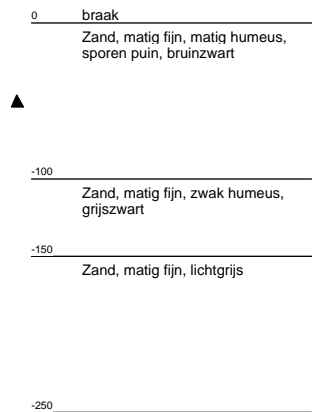 0 braak
Zand, matig fijn, matig humeus,
sporen puin, bruinzwart
-100
Zand, matig fijn, zwak humeus,
grijszwart
-150
Zand, matig fijn, lichtgrijs
-250